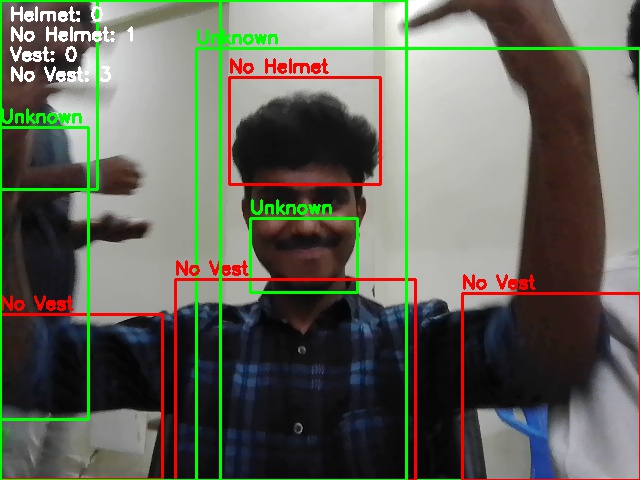 Helmet: 0
No Helmet: 1
Vest: 0
No Vest: 3
Unknown
No Helmet
Unknown
Unknown
No Vest
No Vest
No Vest